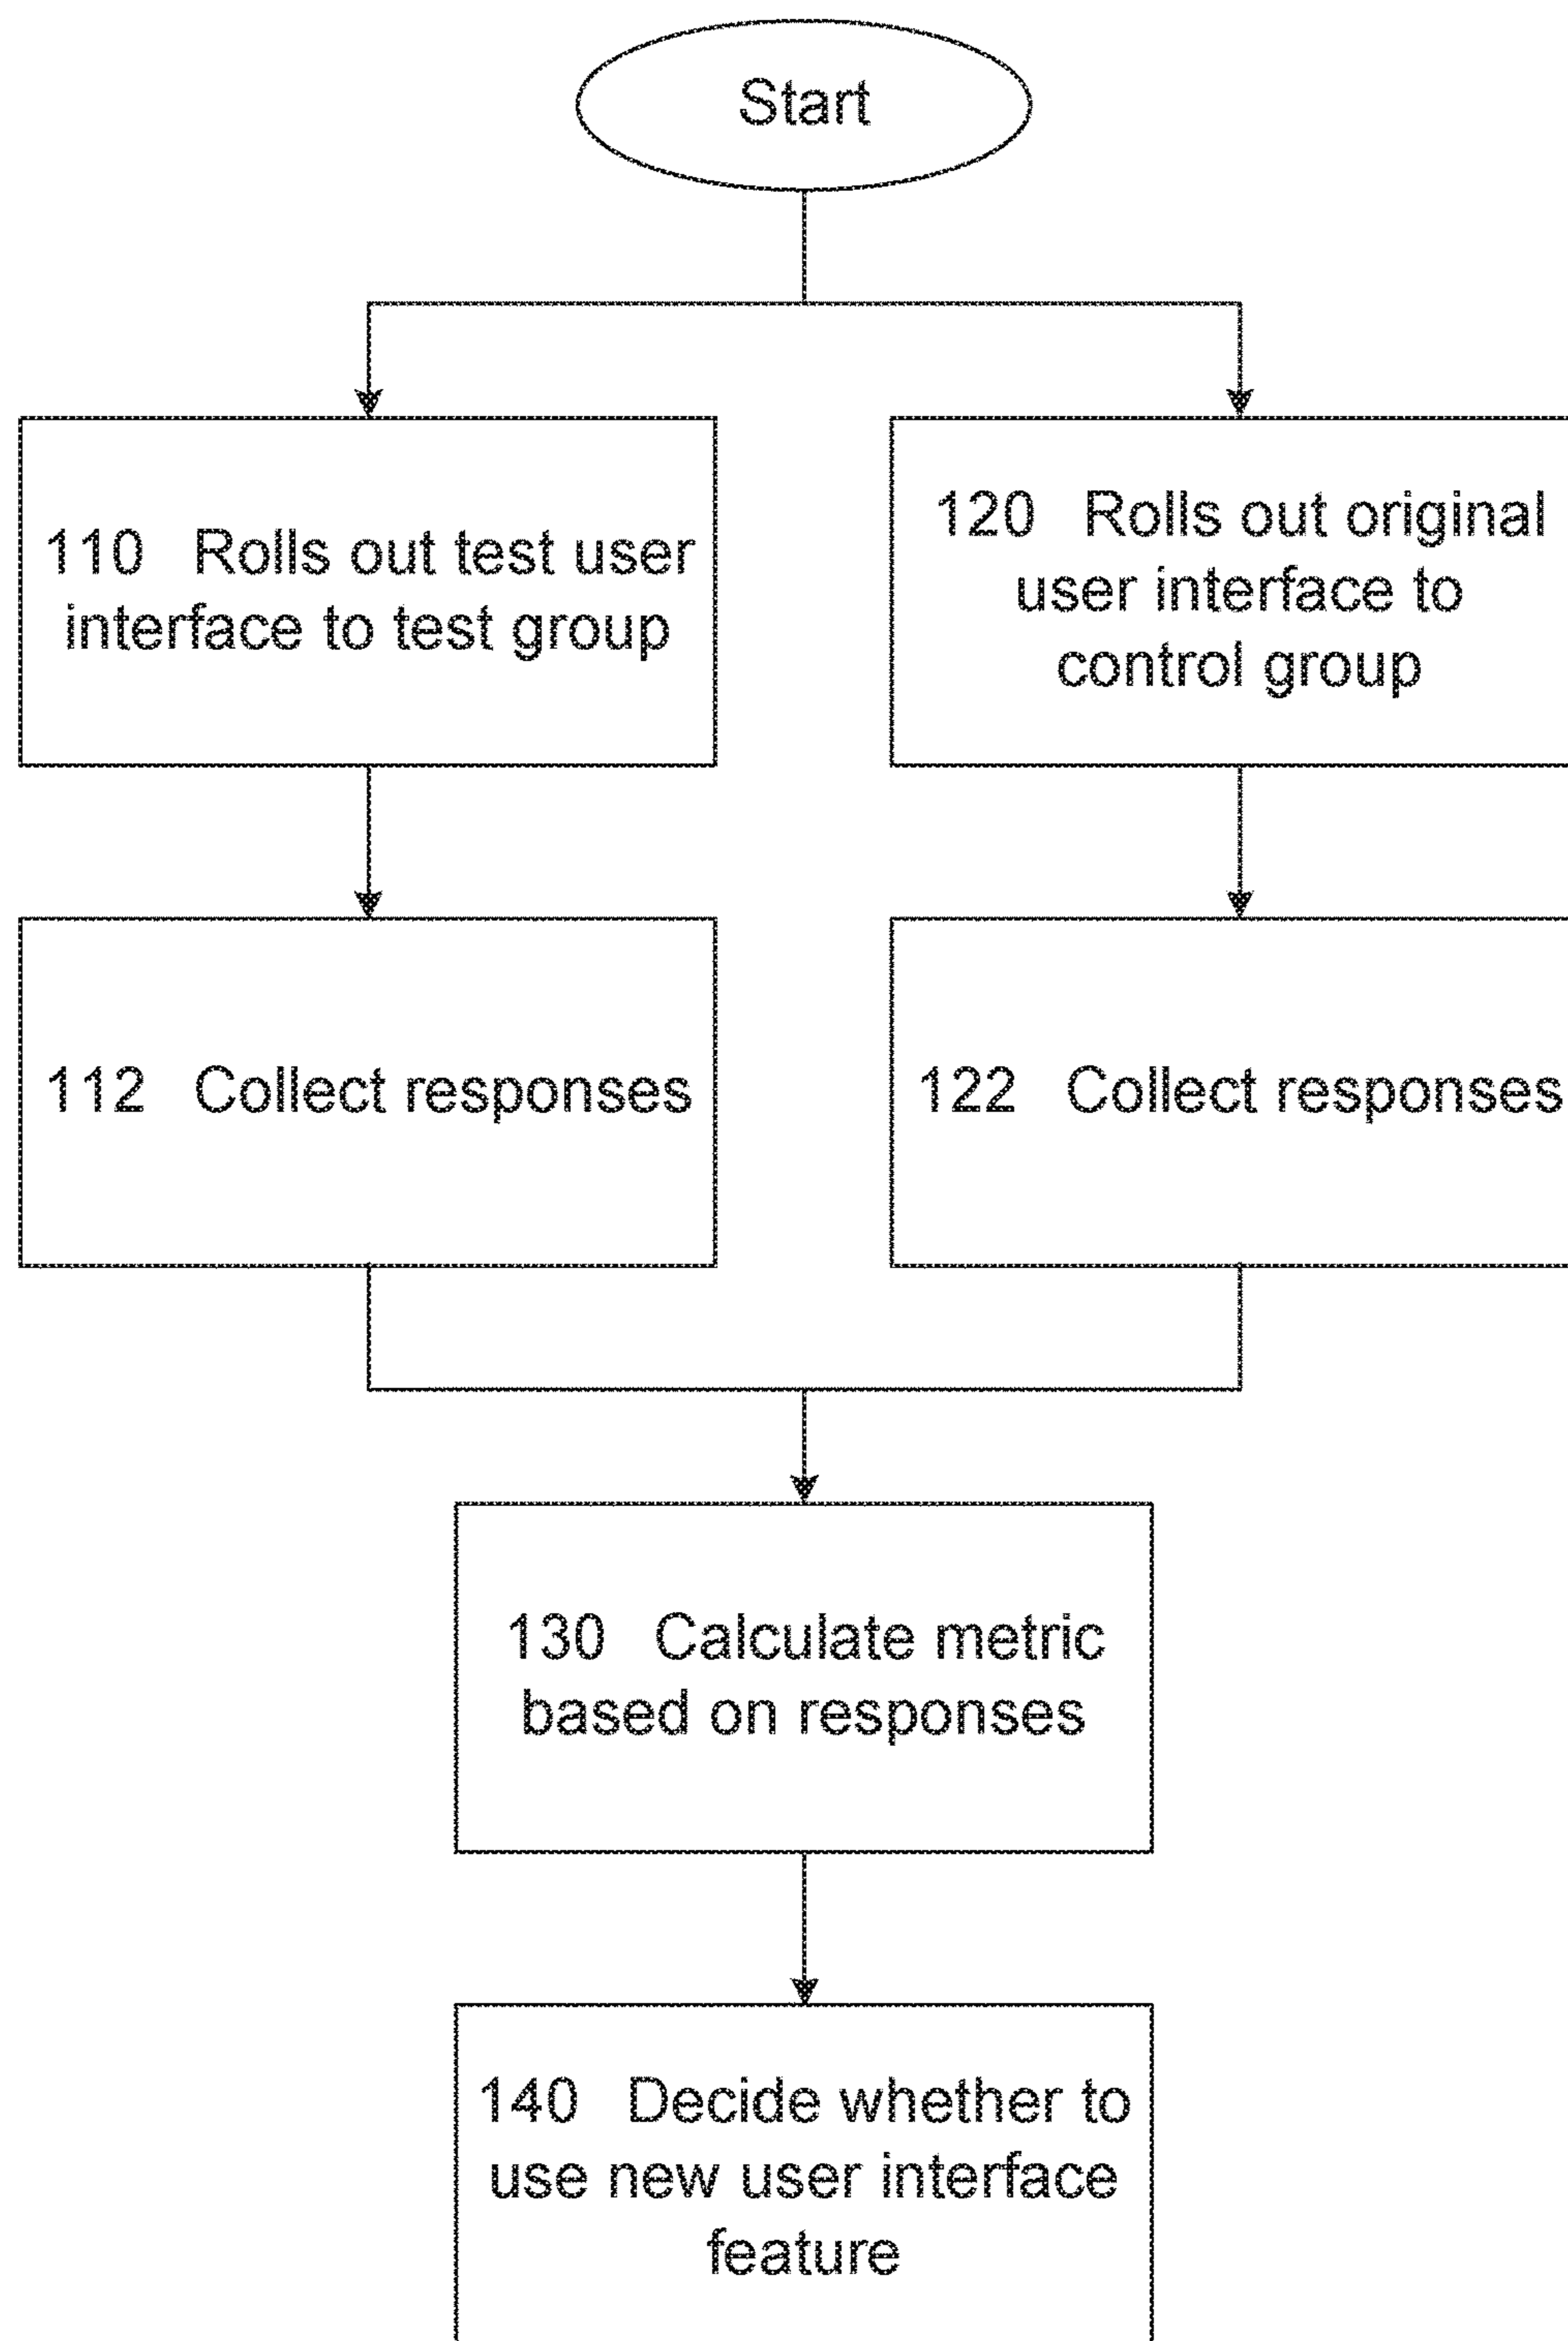 Start
110 Rolls out test user
interface to test group
120 Rolls out original
user interface to
control group
112 Collect responses
122 Collect responses
130 Calculate metric
based on responses
140 Decide whether to
use new user interface
feature